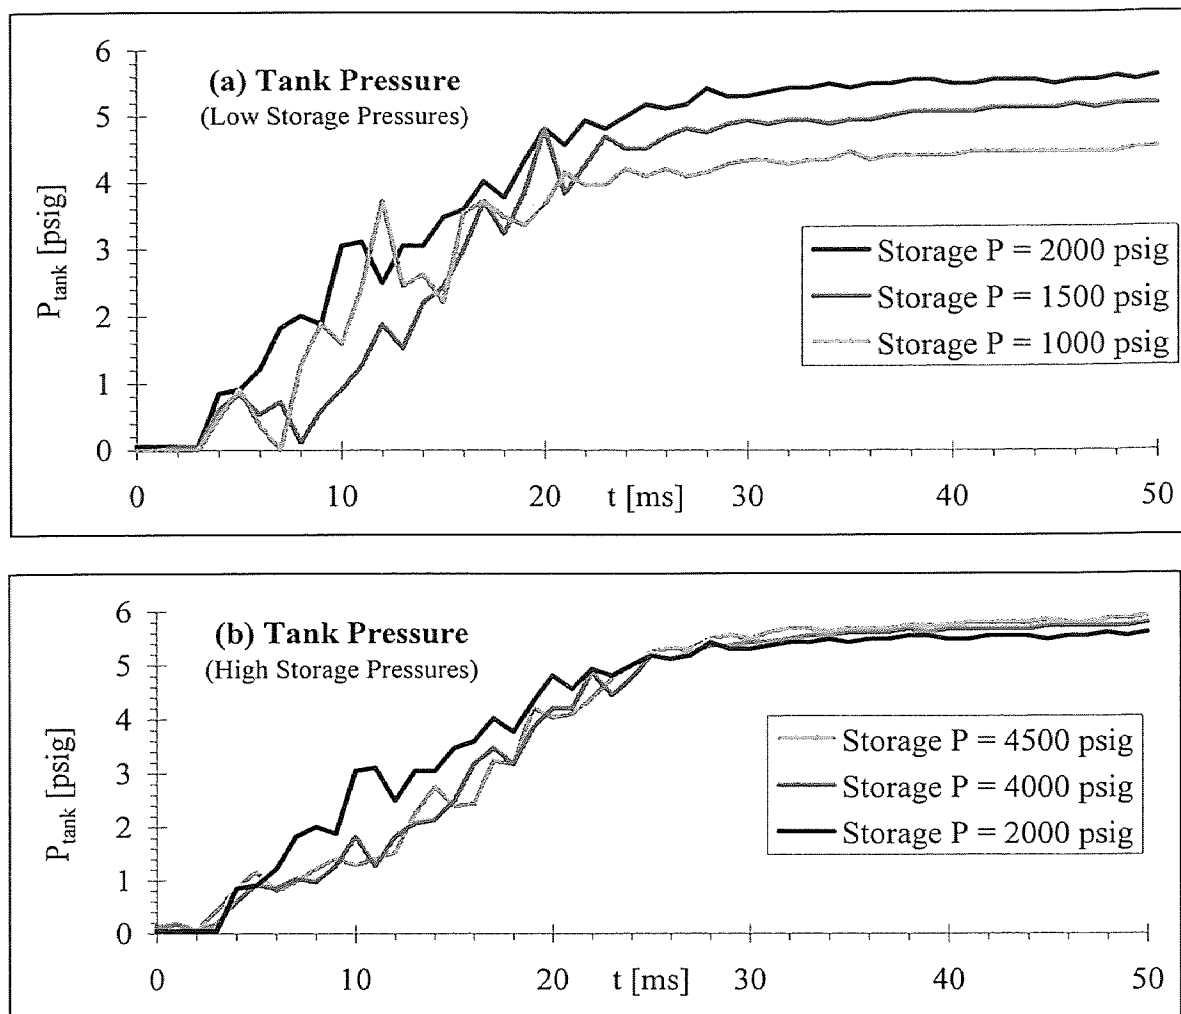 (a) Tank Pressure
(Low Storage Pressures)
P_tank [psig]
6
5
4
3
2
1
0
Storage P = 2000 psig
Storage P = 1500 psig
Storage P = 1000 psig
0 10 20 t [ms] 30 40 50
(b) Tank Pressure
(High Storage Pressures)
P_tank [psig]
6
5
4
3
2
1
0
Storage P = 4500 psig
Storage P = 4000 psig
Storage P = 2000 psig
0 10 20 t [ms] 30 40 50